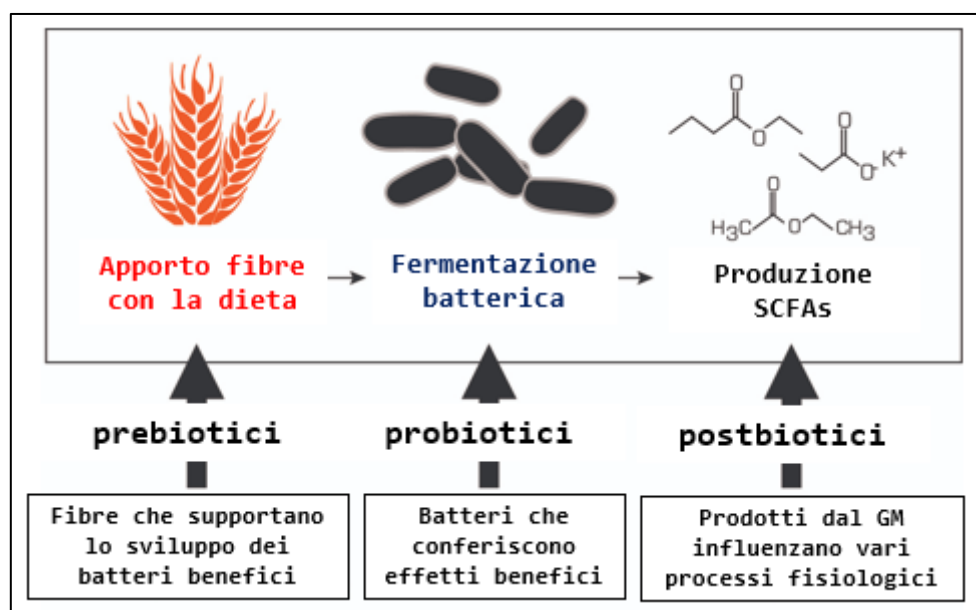 O
O
O
O⁻ K⁺
O
H₃C
O
CH₃
Apporto fibre
con la dieta
Fermentazione
batterica
Produzione
SCFAs
prebiotici
probiotici
postbiotici
Fibre che supportano
lo sviluppo dei
batteri benefici
Batteri che
conferiscono
effetti benefici
Prodotti dal GM
influenzano vari
processi fisiologici